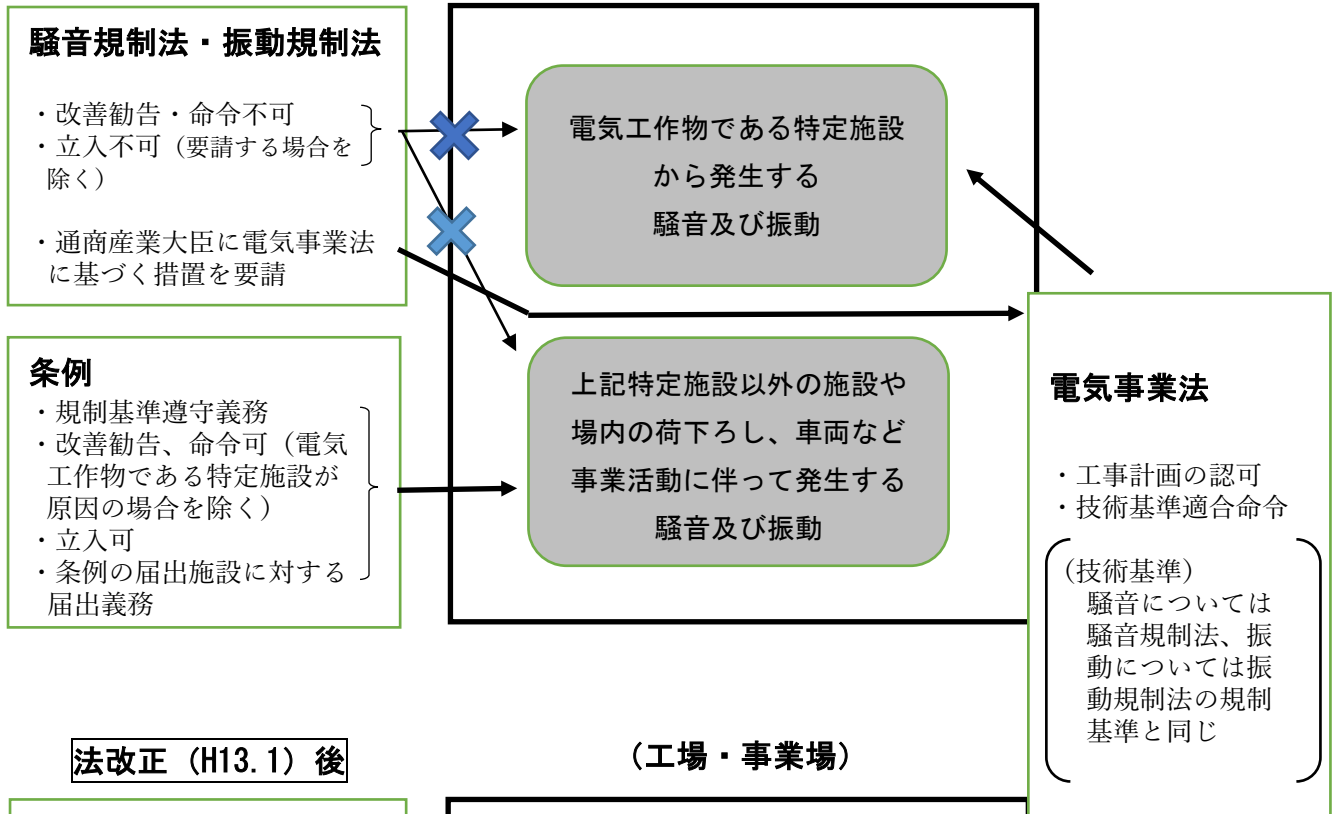 騒音規制法・振動規制法
・改善勧告・命令不可
・立入不可（要請する場合を
除く）
・通商産業大臣に電気事業法
に基づく措置を要請
電気工作物である特定施設
から発生する
騒音及び振動
条例
・規制基準遵守義務
・改善勧告、命令可（電気
工作物である特定施設が
原因の場合を除く）
・立入可
・条例の届出施設に対する
届出義務
上記特定施設以外の施設や
場内の荷下ろし、車両など
事業活動に伴って発生する
騒音及び振動
電気事業法
・工事計画の認可
・技術基準適合命令
（技術基準）
騒音については
騒音規制法、振
動については振
動規制法の規制
基準と同じ
法改正（H13.1）後
（工場・事業場）